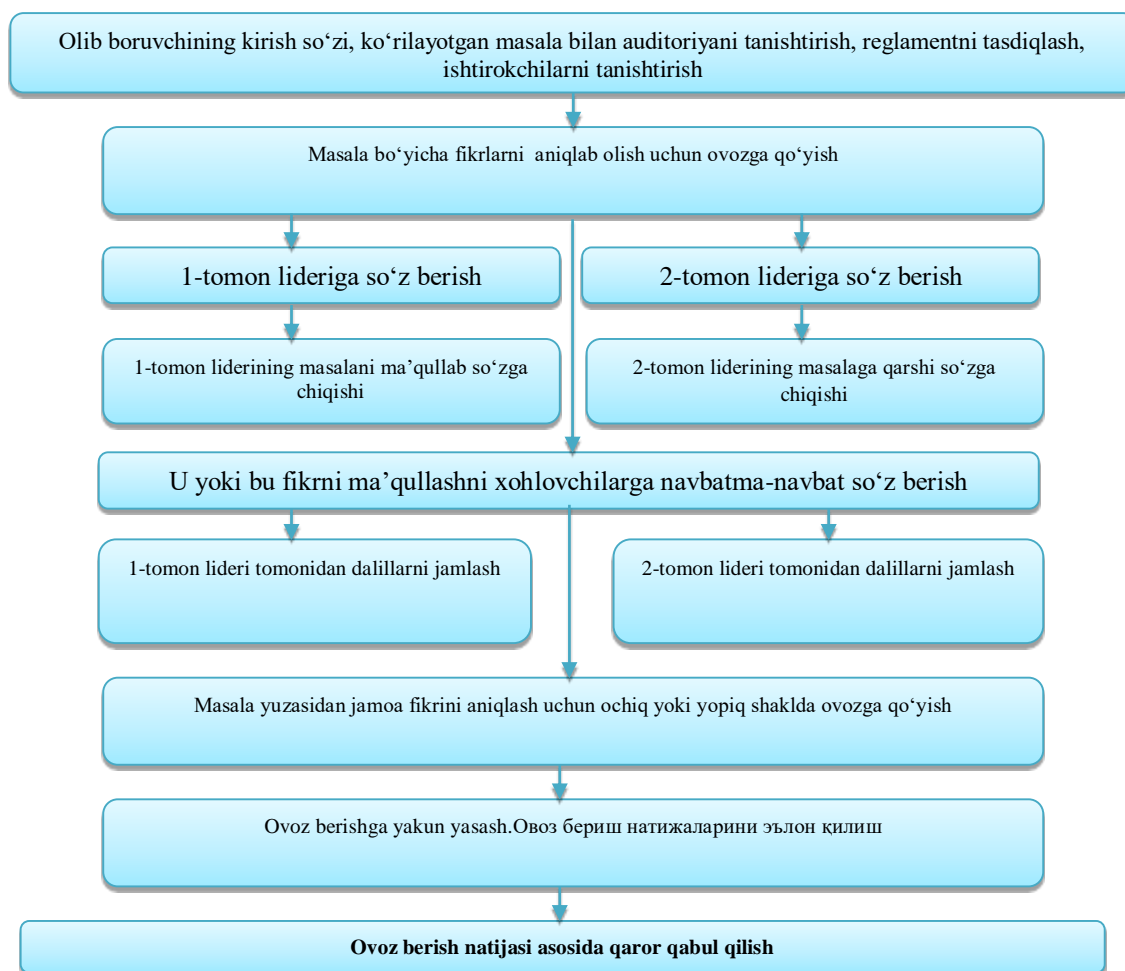 Olib boruvchining kirish so‘zi, ko‘rilayotgan masala bilan auditoriyani tanishtirish, reglamentni tasdiqlash,
ishtirokchilarni tanishtirish
Masala bo‘yicha fikrlarni aniqlab olish uchun ovozga qo‘yish
1-tomon lideriga so‘z berish
2-tomon lideriga so‘z berish
1-tomon liderining masalani ma’qullab so‘zga
chiqishi
2-tomon liderining masalaga qarshi so‘zga
chiqishi
U yoki bu fikrni ma’qullashni xohlovchilarga navbatma-navbat so‘z berish
1-tomon lideri tomonidan dalillarni jamlash
2-tomon lideri tomonidan dalillarni jamlash
Masala yuzasidan jamoa fikrini aniqlash uchun ochiq yoki yopiq shaklda ovozga qo‘yish
Ovoz berishga yakun yasash.Овоз бериш натижаларини эълон қилиш
Ovoz berish natijasi asosida qaror qabul qilish